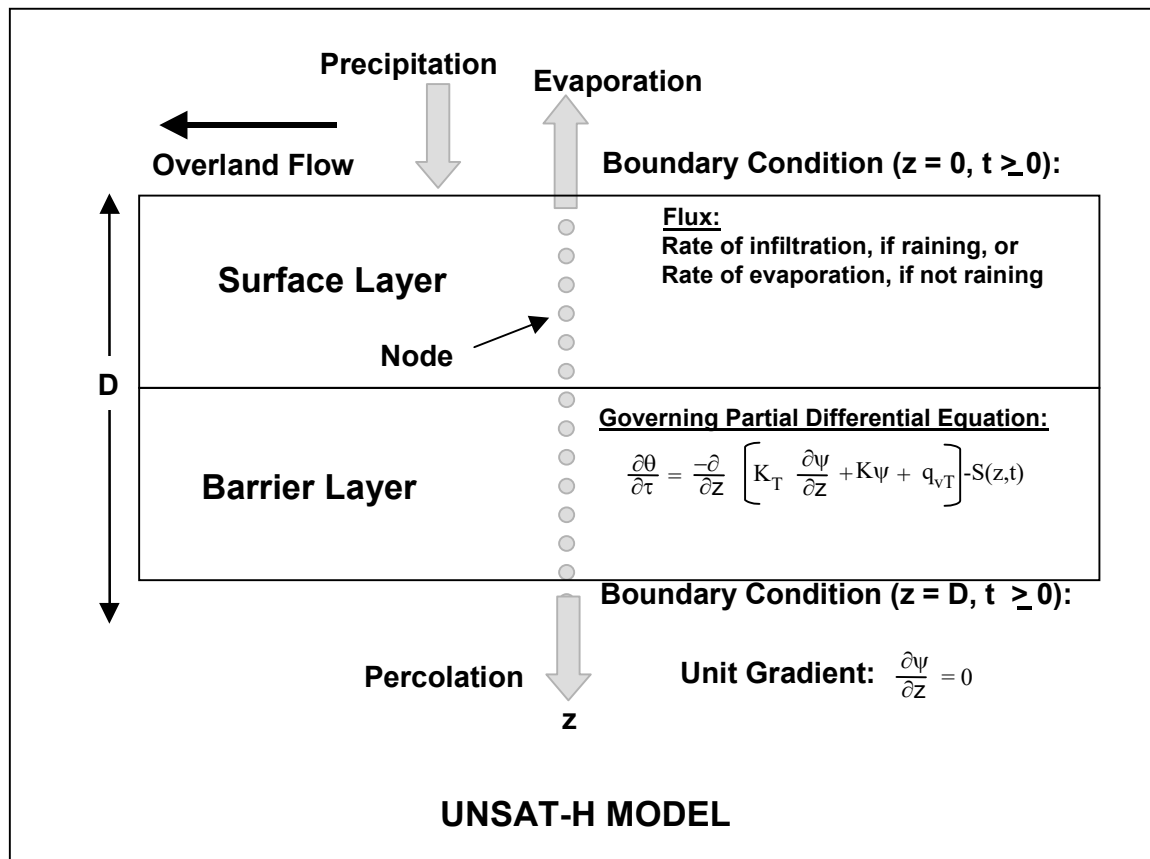 Precipitation
Evaporation
Overland Flow
Boundary Condition (z = 0, t ≥ 0):
Flux:
Rate of infiltration, if raining, or
Rate of evaporation, if not raining
Surface Layer
Node
D
Governing Partial Differential Equation:
∂θ/∂τ = -∂/∂z [K_T ∂ψ/∂z + Kψ + q_vT] -S(z,t)
Barrier Layer
Boundary Condition (z = D, t ≥ 0):
Percolation
Unit Gradient: ∂ψ/∂z = 0
z
UNSAT-H MODEL